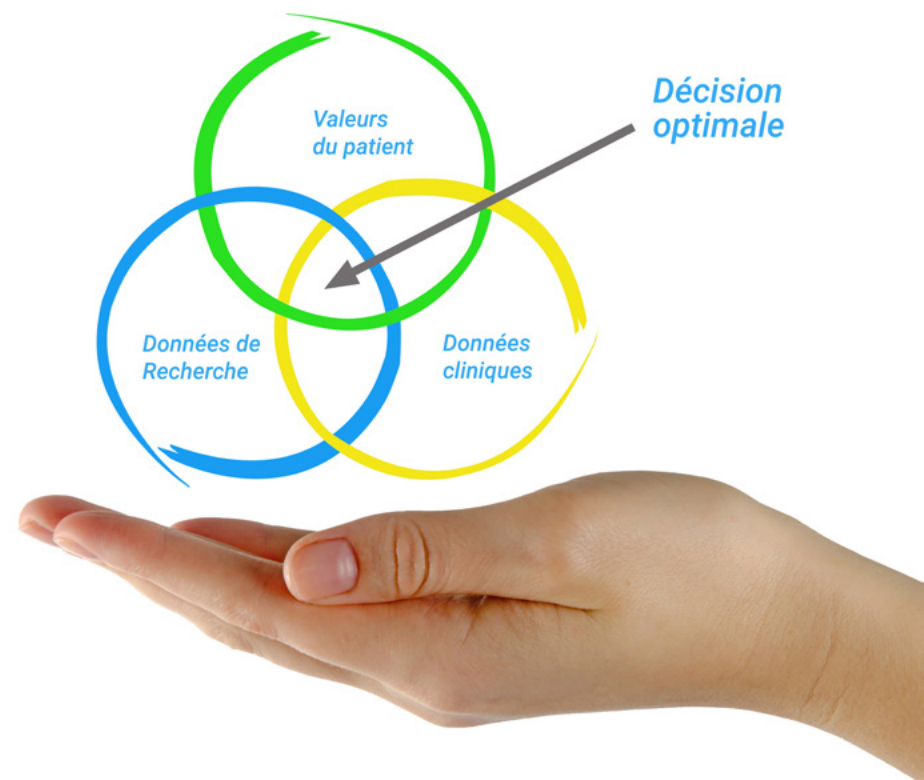 Valeurs
du patient
Décision
optimale
Données de
Recherche
Données
cliniques